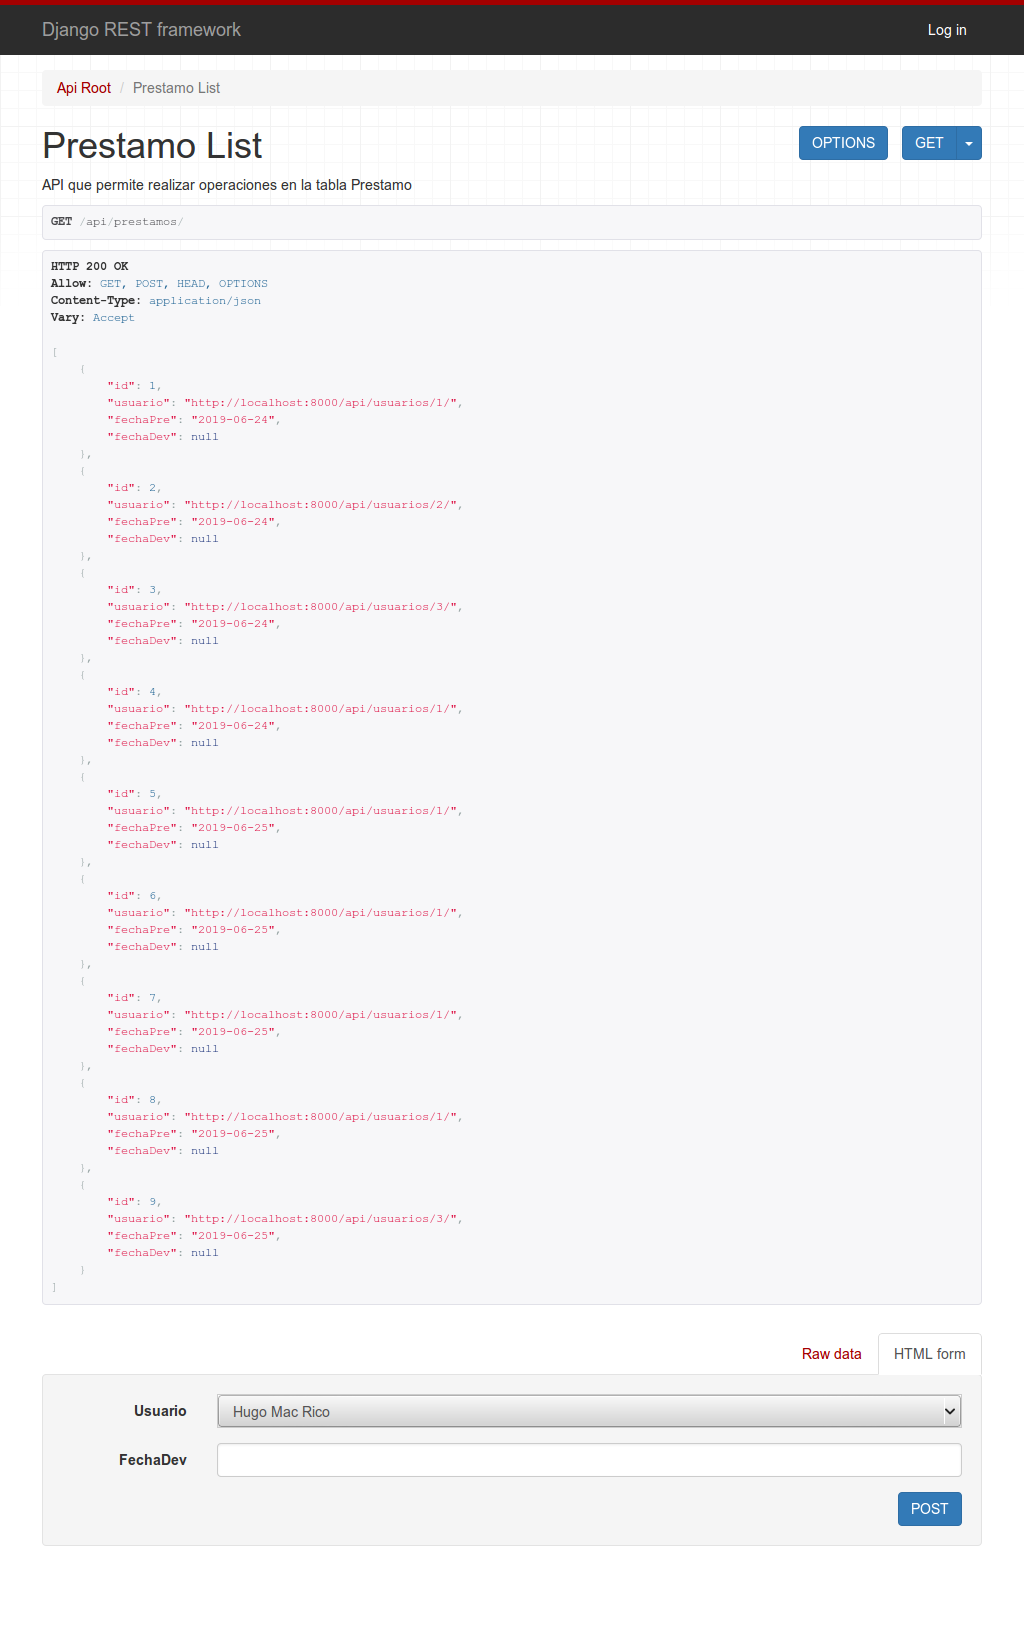 Django REST framework
Log in
Api Root / Prestamo List
Prestamo List
OPTIONS
GET
API que permite realizar operaciones en la tabla Prestamo
GET /api/prestamos/
HTTP 200 OK
Allow: GET, POST, HEAD, OPTIONS
Content-Type: application/json
Vary: Accept
[
    {
        "id": 1,
        "usuario": "http://localhost:8000/api/usuarios/1/",
        "fechaPre": "2019-06-24",
        "fechaDev": null
    },
    {
        "id": 2,
        "usuario": "http://localhost:8000/api/usuarios/2/",
        "fechaPre": "2019-06-24",
        "fechaDev": null
    },
    {
        "id": 3,
        "usuario": "http://localhost:8000/api/usuarios/3/",
        "fechaPre": "2019-06-24",
        "fechaDev": null
    },
    {
        "id": 4,
        "usuario": "http://localhost:8000/api/usuarios/1/",
        "fechaPre": "2019-06-24",
        "fechaDev": null
    },
    {
        "id": 5,
        "usuario": "http://localhost:8000/api/usuarios/1/",
        "fechaPre": "2019-06-25",
        "fechaDev": null
    },
    {
        "id": 6,
        "usuario": "http://localhost:8000/api/usuarios/1/",
        "fechaPre": "2019-06-25",
        "fechaDev": null
    },
    {
        "id": 7,
        "usuario": "http://localhost:8000/api/usuarios/1/",
        "fechaPre": "2019-06-25",
        "fechaDev": null
    },
    {
        "id": 8,
        "usuario": "http://localhost:8000/api/usuarios/1/",
        "fechaPre": "2019-06-25",
        "fechaDev": null
    },
    {
        "id": 9,
        "usuario": "http://localhost:8000/api/usuarios/3/",
        "fechaPre": "2019-06-25",
        "fechaDev": null
    }
]
Raw data
HTML form
Usuario
Hugo Mac Rico
FechaDev
POST